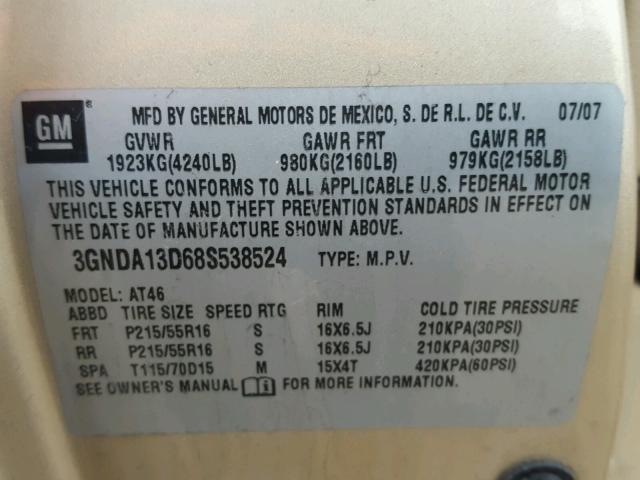 GM®
MFD BY GENERAL MOTORS DE MEXICO, S. DE R.L. DE C.V. 07/07
GVWR GAWR FRT GAWR RR
1923KG(4240LB) 980KG(2160LB) 979KG(2158LB)
THIS VEHICLE CONFORMS TO ALL APPLICABLE U.S. FEDERAL MOTOR
VEHICLE SAFETY AND THEFT PREVENTION STANDARDS IN EFFECT ON
THE DATE OF MANUFACTURE SHOWN ABOVE.
3GNDA13D68S538524 TYPE: M.P.V.
MODEL: AT46
ABBD TIRE SIZE SPEED RTG RIM COLD TIRE PRESSURE
FRT P215/55R16 S 16X6.5J 210KPA(30PSI)
RR P215/55R16 S 16X6.5J 210KPA(30PSI)
SPA T115/70D15 M 15X4T 420KPA(60PSI)
SEE OWNER'S MANUAL FOR MORE INFORMATION.